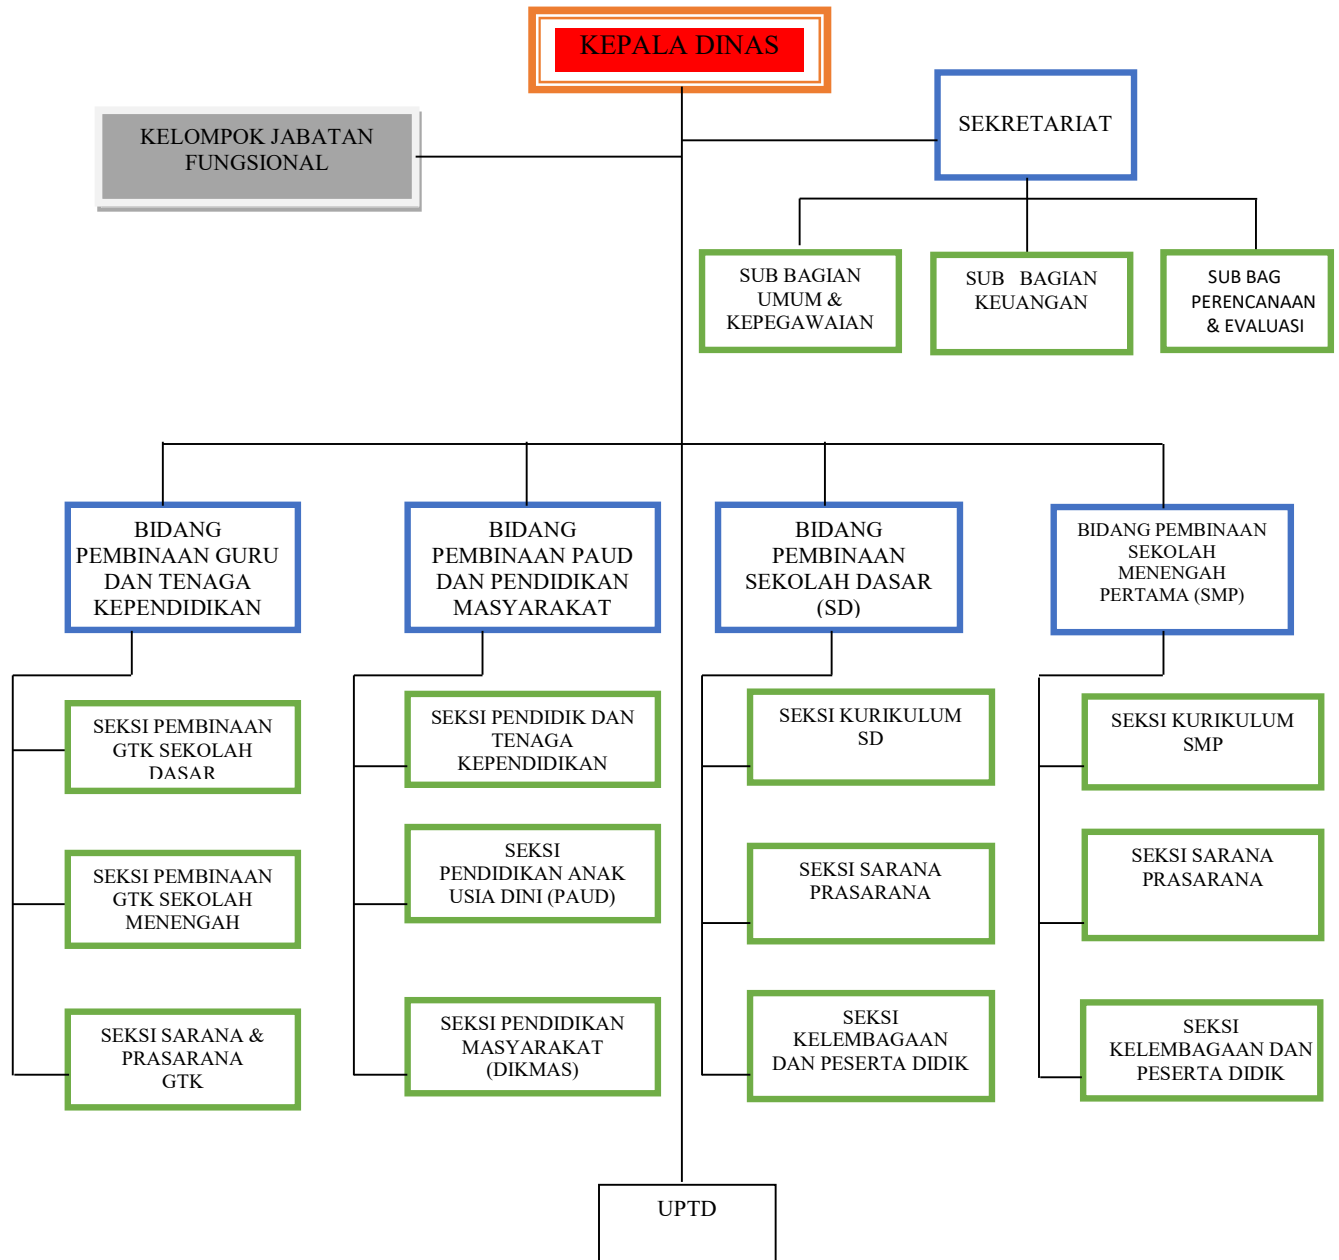 KEPALA DINAS
KELOMPOK JABATAN
FUNGSIONAL
SEKRETARIAT
SUB BAGIAN
UMUM &
KEPEGAWAIAN
SUB BAGIAN
KEUANGAN
SUB BAG
PERENCANAAN
& EVALUASI
BIDANG
PEMBINAAN GURU
DAN TENAGA
KEPENDIDIKAN
BIDANG
PEMBINAAN PAUD
DAN PENDIDIKAN
MASYARAKAT
BIDANG
PEMBINAAN
SEKOLAH DASAR
(SD)
BIDANG PEMBINAAN
SEKOLAH
MENENGAH
PERTAMA (SMP)
SEKSI PEMBINAAN
GTK SEKOLAH
DASAR
SEKSI PENDIDIK DAN
TENAGA
KEPENDIDIKAN
SEKSI KURIKULUM
SD
SEKSI KURIKULUM
SMP
SEKSI PEMBINAAN
GTK SEKOLAH
MENENGAH
SEKSI
PENDIDIKAN ANAK
USIA DINI (PAUD)
SEKSI SARANA
PRASARANA
SEKSI SARANA
PRASARANA
SEKSI SARANA &
PRASARANA
GTK
SEKSI PENDIDIKAN
MASYARAKAT
(DIKMAS)
SEKSI
KELEMBAGAAN
DAN PESERTA DIDIK
SEKSI
KELEMBAGAAN DAN
PESERTA DIDIK
UPTD